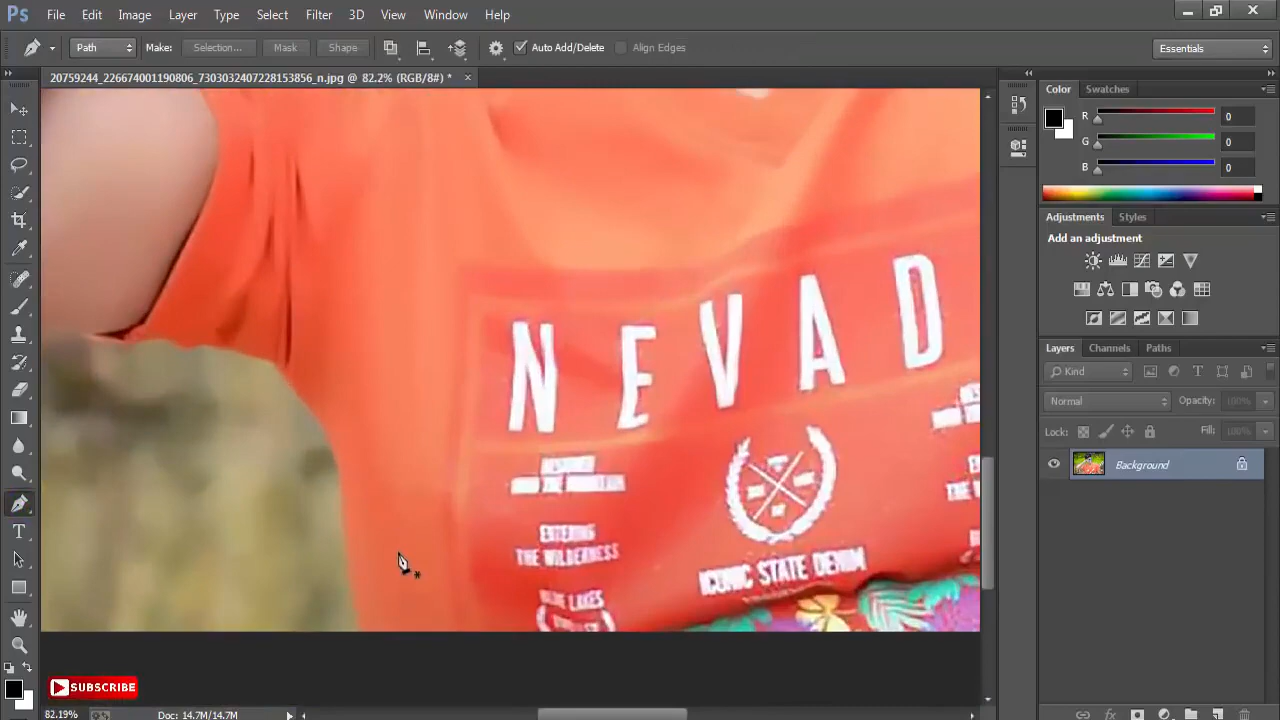 Ps File Edit Image Layer Type Select Filter 3D View Window Help
Path Make: Selection... Mask Shape Auto Add/Delete Align Edges Essentials
20759244_226674001190806_7303032407228153856_n.jpg @ 82.2% (RGB/8#) *
Color Swatches
R 0
G 0
B 0
Adjustments Styles
Add an adjustment
Layers Channels Paths
Kind
Normal Opacity: 100%
Lock: Fill: 100%
Background
NEVAD
ENTERING
THE WILDERNESS
ICONIC STATE DENIM
LAKES
SUBSCRIBE
82.19% Doc: 14.7M/14.7M